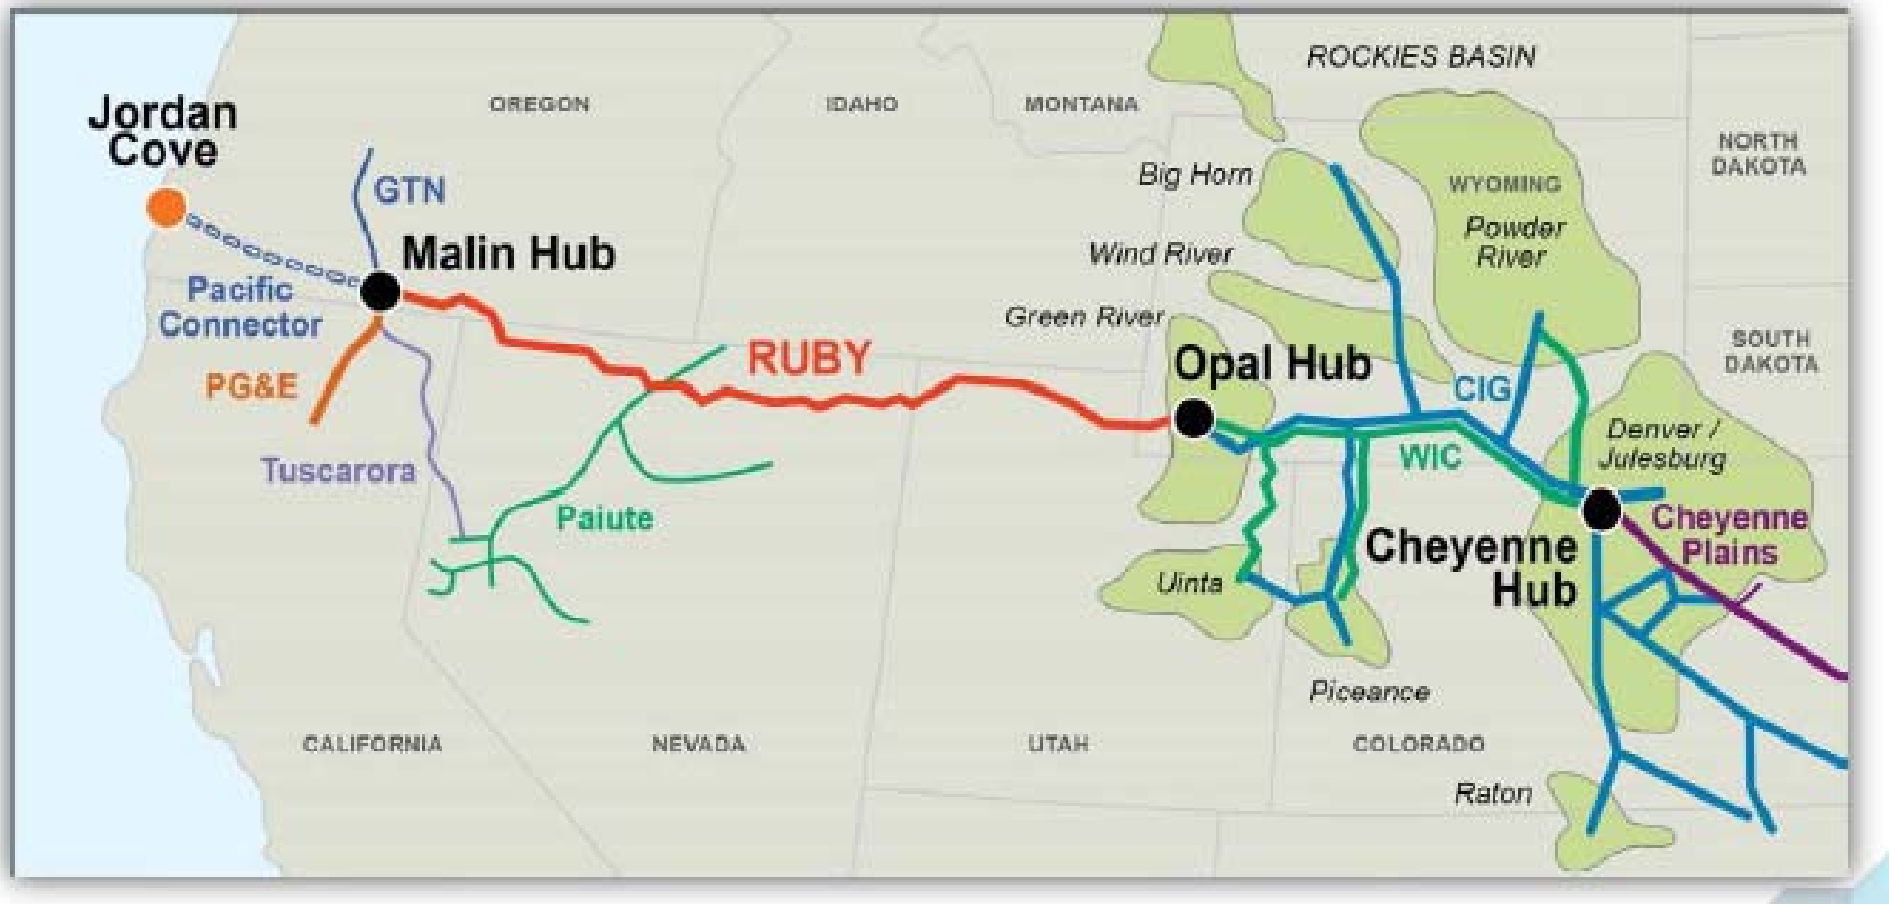 ROCKIES BASIN
Jordan
Cove
OREGON
IDAHO
MONTANA
NORTH
DAKOTA
GTN
Big Horn
WYOMING
Powder
River
Malin Hub
Wind River
Pacific
Connector
Green River
SOUTH
DAKOTA
RUBY
Opal Hub
PG&E
CIG
Denver /
Julesburg
Tuscarora
WIC
Paiute
Cheyenne
Plains
Cheyenne
Hub
Uinta
Piceance
CALIFORNIA
NEVADA
UTAH
COLORADO
Raton